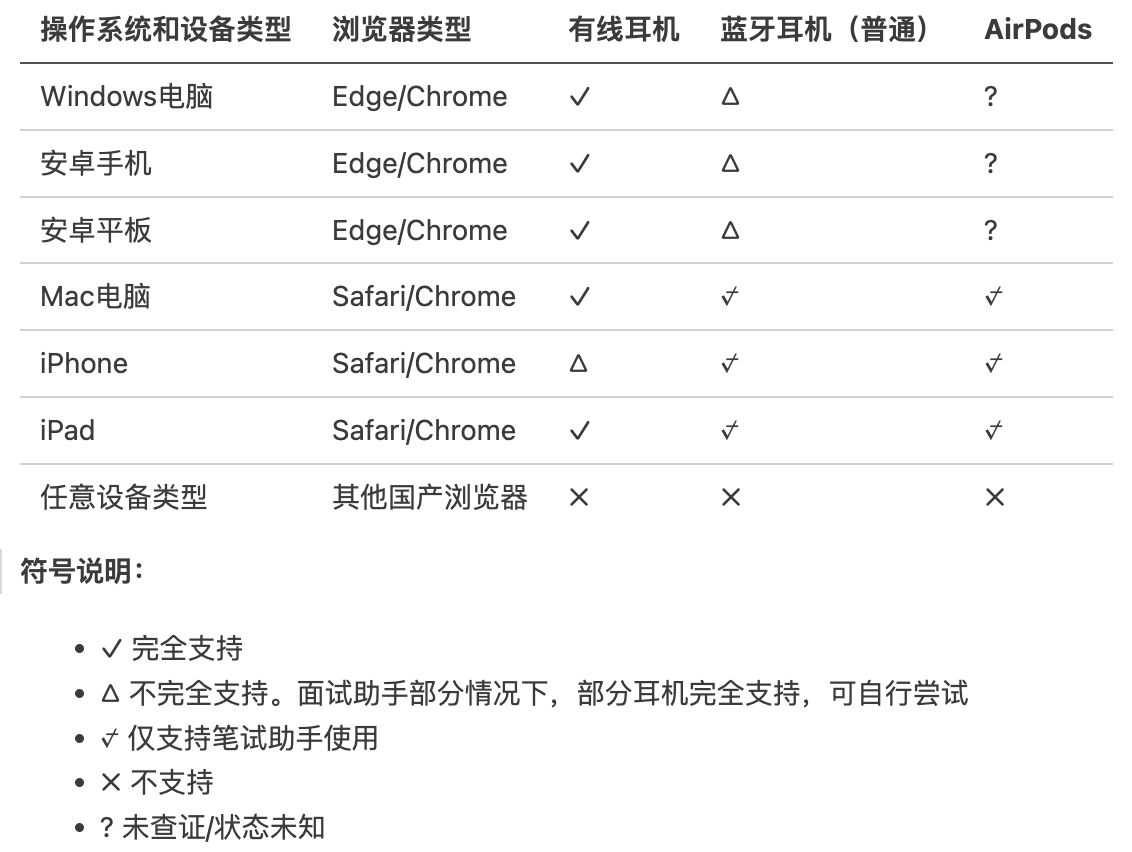 操作系统和设备类型 浏览器类型 有线耳机 蓝牙耳机（普通） AirPods
Windows电脑 Edge/Chrome ✓ Δ ?
安卓手机 Edge/Chrome ✓ Δ ?
安卓平板 Edge/Chrome ✓ Δ ?
Mac电脑 Safari/Chrome ✓ ⍻ ⍻
iPhone Safari/Chrome Δ ⍻ ⍻
iPad Safari/Chrome ✓ ⍻ ⍻
任意设备类型 其他国产浏览器 ✕ ✕ ✕
符号说明：
• ✓ 完全支持
• Δ 不完全支持。面试助手部分情况下，部分耳机完全支持，可自行尝试
• ⍻ 仅支持笔试助手使用
• ✕ 不支持
• ? 未查证/状态未知